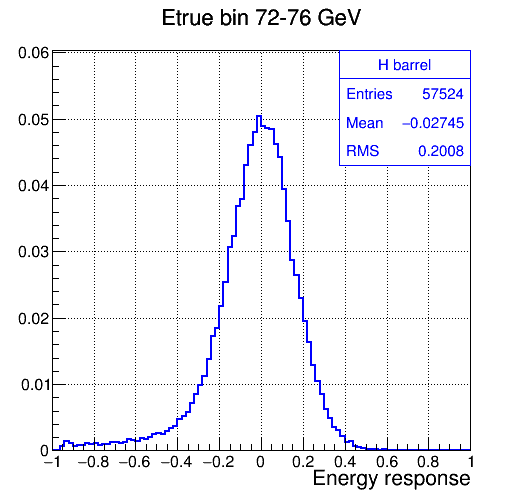 Etrue bin 72-76 GeV
H barrel
Entries 57524
Mean −0.02745
RMS 0.2008
0.06
0.05
0.04
0.03
0.02
0.01
0
−1 −0.8 −0.6 −0.4 −0.2 0 0.2 0.4 0.6 0.8 1
Energy response